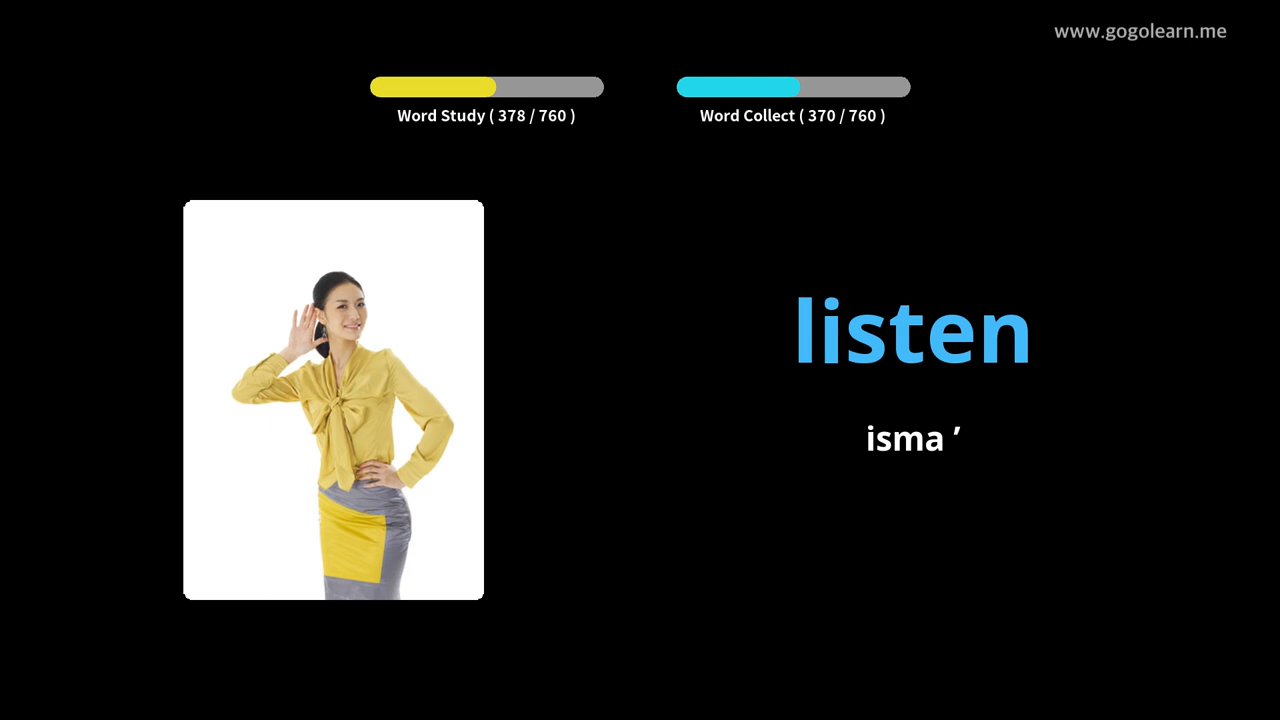 www.gogolearn.me
Word Study ( 378 / 760 )
Word Collect ( 370 / 760 )
listen
isma ’